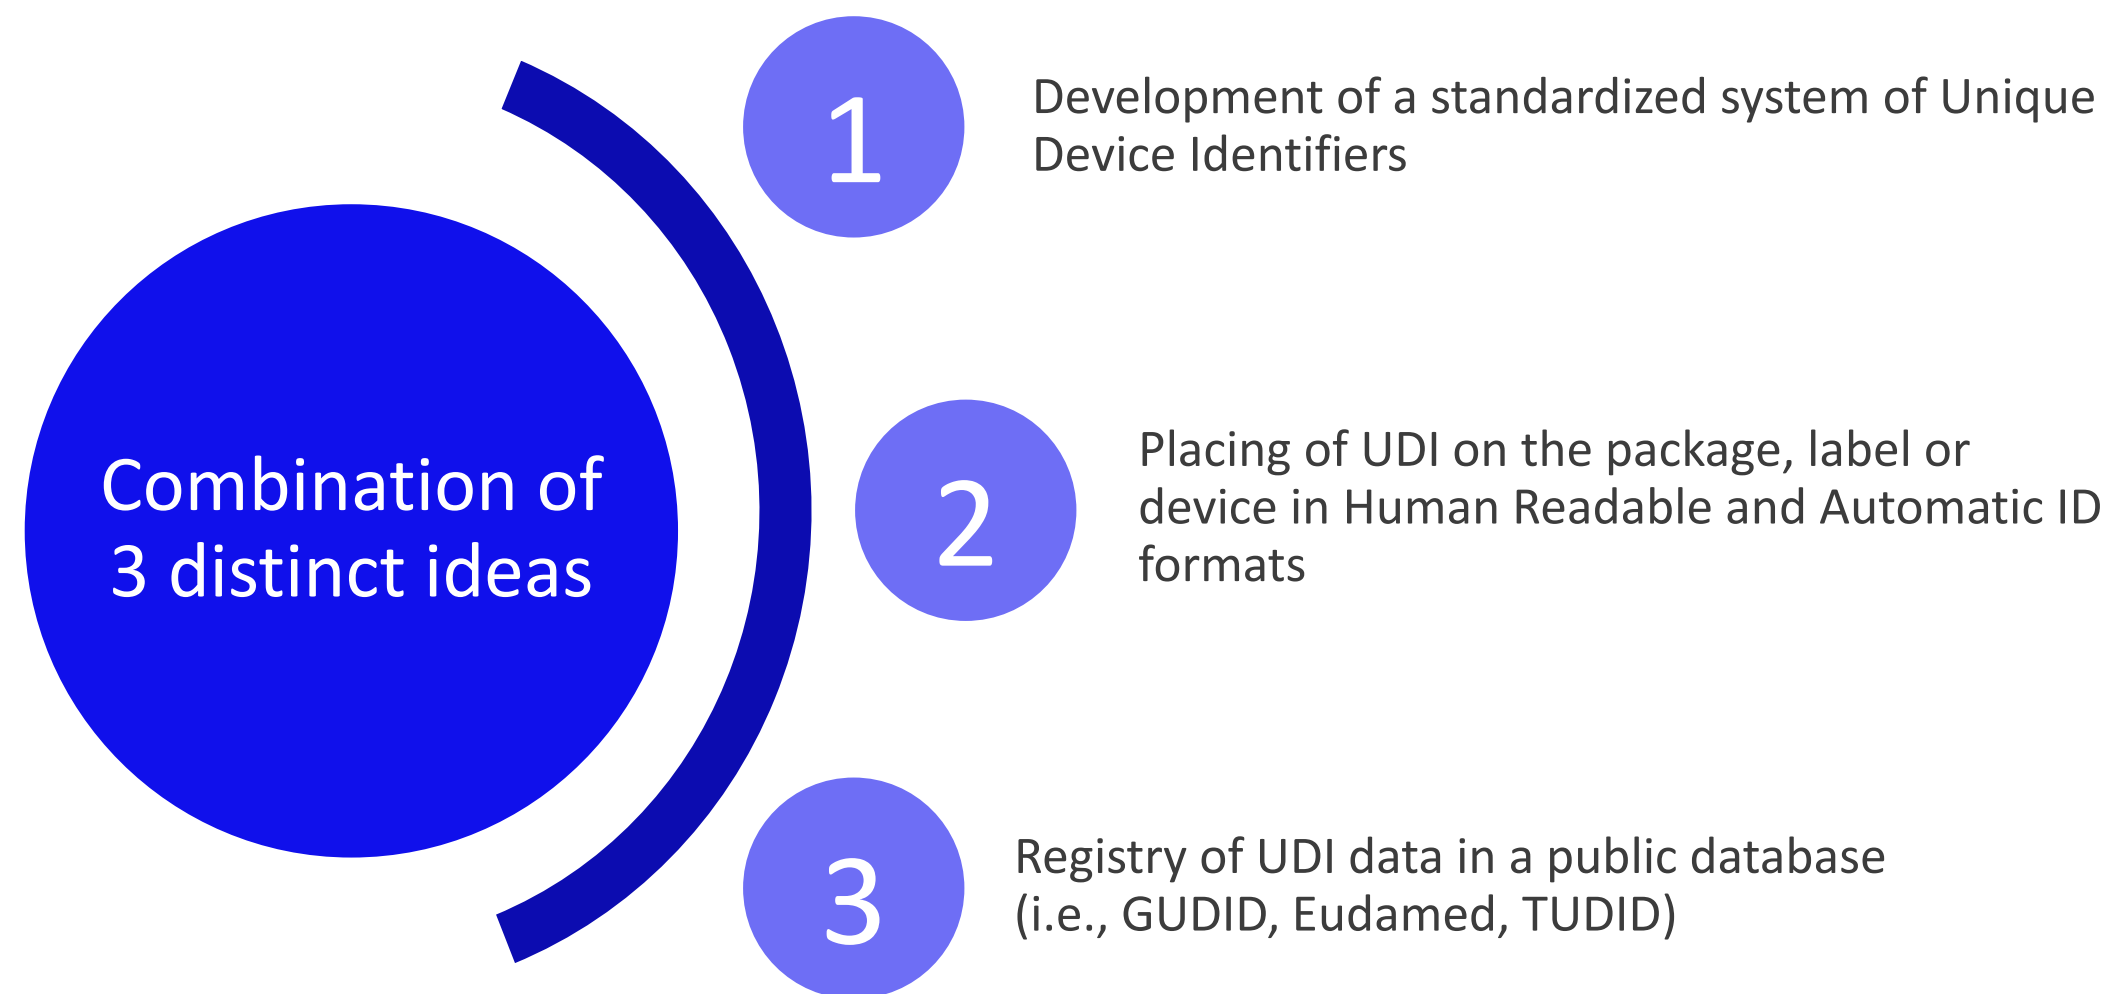 Combination of
3 distinct ideas
1
Development of a standardized system of Unique
Device Identifiers
2
Placing of UDI on the package, label or
device in Human Readable and Automatic ID
formats
3
Registry of UDI data in a public database
(i.e., GUDID, Eudamed, TUDID)